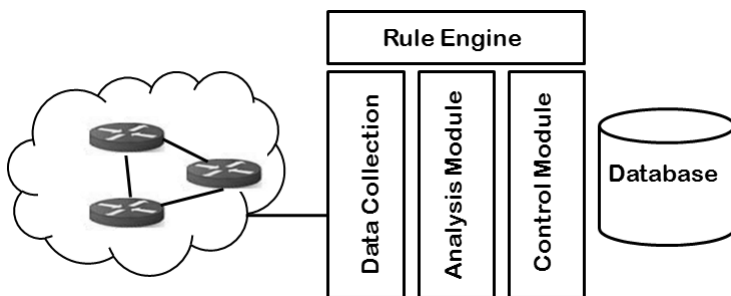 Rule Engine
Data Collection
Analysis Module
Control Module
Database